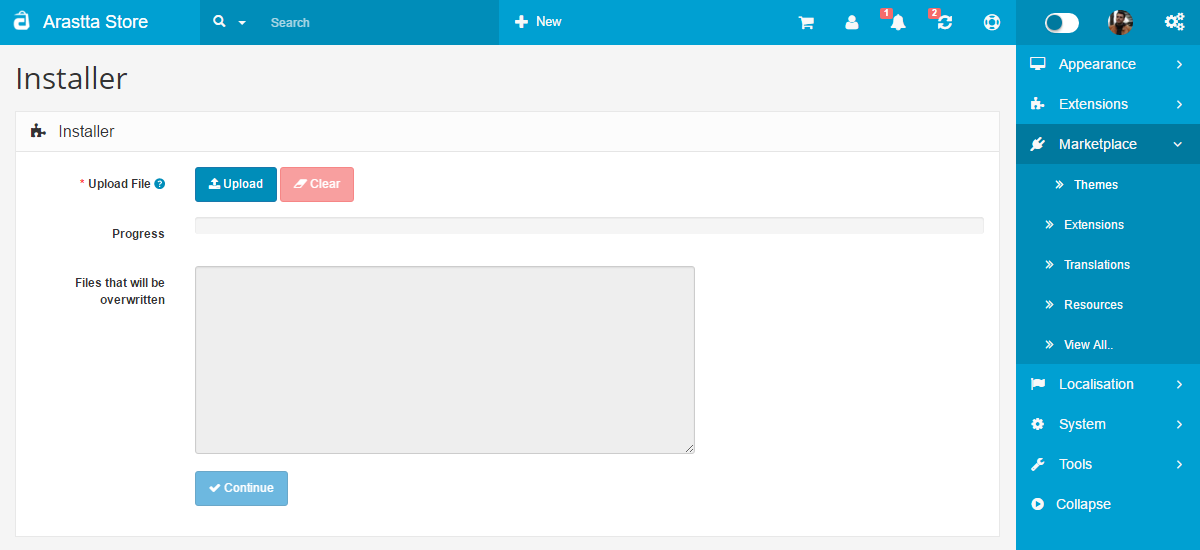 Arastta Store
Search
New
1
2
Installer
Installer
* Upload File
Upload
Clear
Progress
Files that will be
overwritten
Continue
Appearance
Extensions
Marketplace
Themes
Extensions
Translations
Resources
View All..
Localisation
System
Tools
Collapse